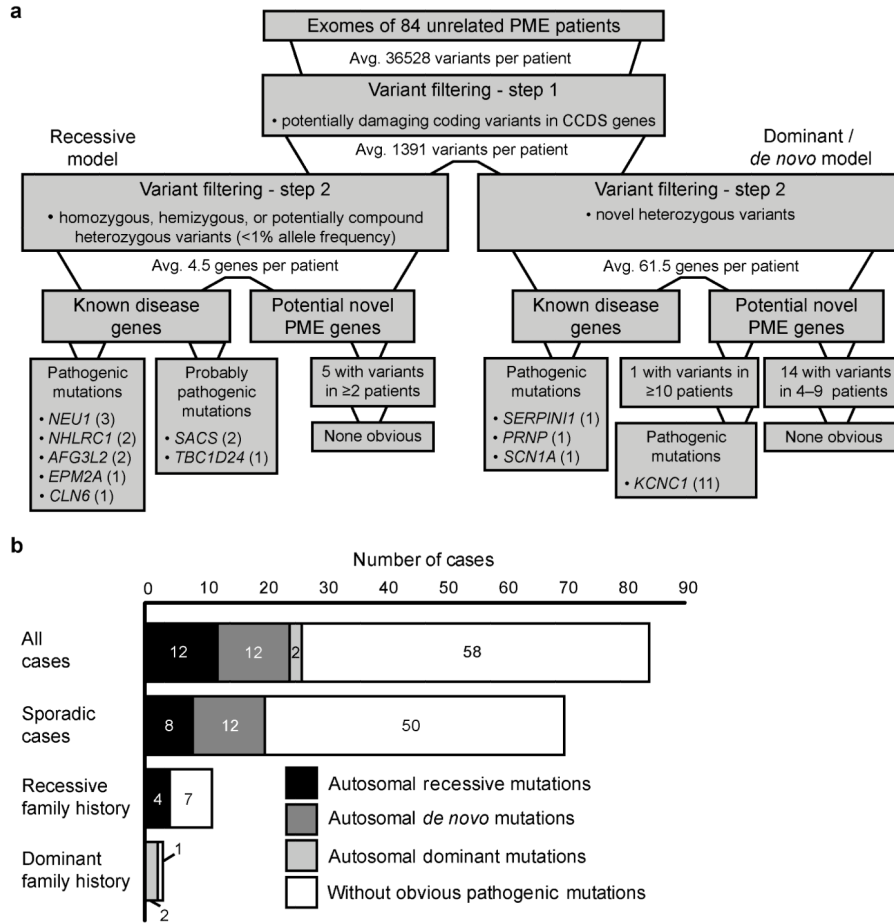 a
Exomes of 84 unrelated PME patients
Avg. 36528 variants per patient
Variant filtering - step 1
• potentially damaging coding variants in CCDS genes
Avg. 1391 variants per patient
Recessive
model
Variant filtering - step 2
• homozygous, hemizygous, or potentially compound
heterozygous variants (<1% allele frequency)
Avg. 4.5 genes per patient
Known disease
genes
Potential novel
PME genes
Pathogenic
mutations
• NEU1 (3)
• NHLRC1 (2)
• AFG3L2 (2)
• EPM2A (1)
• CLN6 (1)
Probably
pathogenic
mutations
• SACS (2)
• TBC1D24 (1)
5 with variants
in ≥2 patients
None obvious
Dominant /
de novo model
Variant filtering - step 2
• novel heterozygous variants
Avg. 61.5 genes per patient
Known disease
genes
Potential novel
PME genes
Pathogenic
mutations
• SERPINI1 (1)
• PRNP (1)
• SCN1A (1)
1 with variants in
≥10 patients
Pathogenic
mutations
• KCNC1 (11)
14 with variants
in 4–9 patients
None obvious
b
Number of cases
0 10 20 30 40 50 60 70 80 90
All
cases
12 12 2 58
Sporadic
cases
8 12 50
Recessive
family history
4 7
Dominant
family history
1
2
Autosomal recessive mutations
Autosomal de novo mutations
Autosomal dominant mutations
Without obvious pathogenic mutations